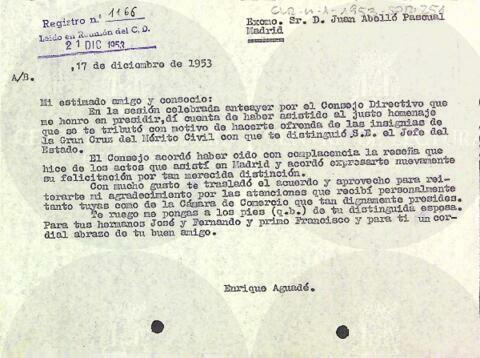 Registro n.º 1166
Leído en Reunión del C. D.
21 DIC 1953
Excmo. Sr. D. Juan Abelló Pascual
Madrid
A/B.
,17 de diciembre de 1953
Mi estimado amigo y consocio:
En la sesión celebrada anteayer por el Consejo Directivo que
me honro en presidir,dí cuenta de haber asistido al justo homenaje
que se te tributó con motivo de hacerte ofrenda de las insignias de
la Gran Cruz del Mérito Civil con que te distinguió S.E. el Jefe del
Estado.
El Consejo acordó haber oido con complacencia la reseña que
hice de los actos que asistí en Madrid y acordó expresarte nuevamente
su felicitación por tan merecida distinción.
Con mucho gusto te traslado el acuerdo y aprovecho para rei-
terarte mi agradecimiento por las atenciones que recibí personalmente
tanto tuyas como de la Cámara de Comercio que tan dignamente presides.
Te ruego me pongas a los pies (q.b.) de tu distinguida esposa.
Para tus hermanos José y Fernando y primo Francisco y para ti un cor-
dial abrazo de tu buen amigo.
Enrique Aguadé.